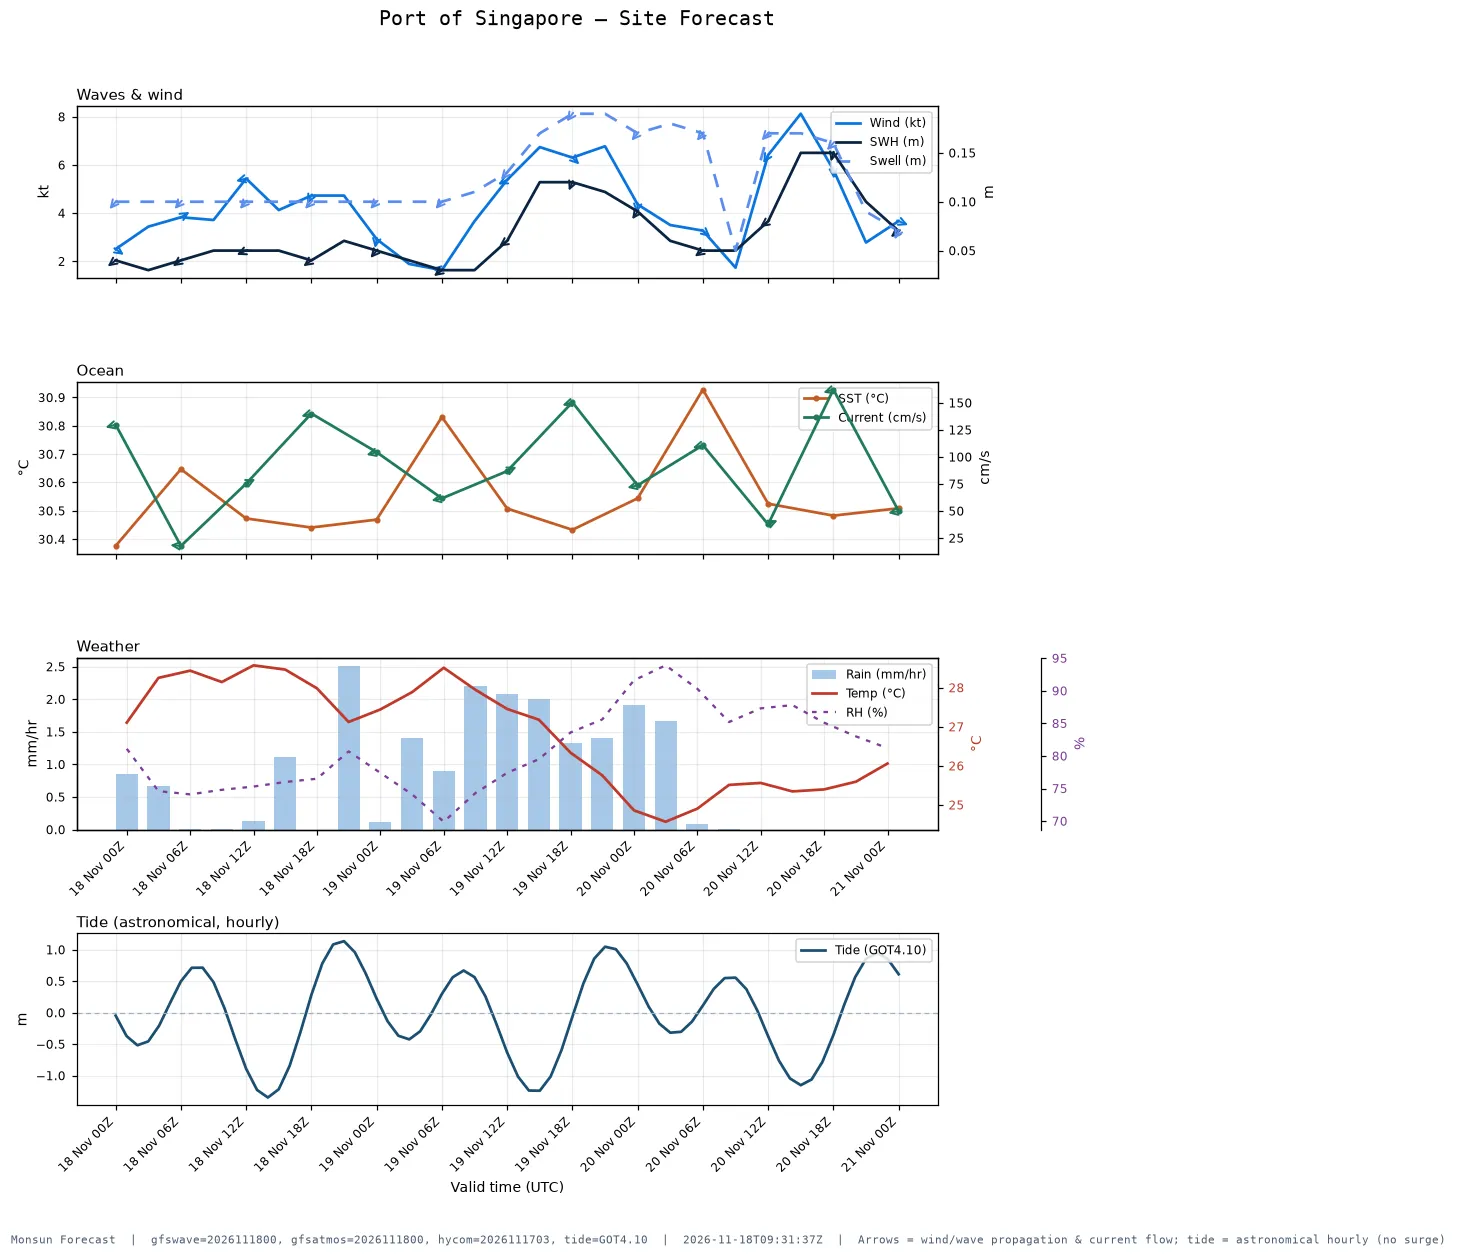 Port of Singapore — Site Forecast
Waves & wind
8
6
4
2
kt
Wind (kt)
SWH (m)
Swell (m)
0.15
0.10
0.05
m
Ocean
30.9
30.8
30.7
30.6
30.5
30.4
°C
SST (°C)
Current (cm/s)
150
125
100
75
50
25
cm/s
Weather
2.5
2.0
1.5
1.0
0.5
0.0
mm/hr
Rain (mm/hr)
Temp (°C)
RH (%)
28
27
26
25
°C
95
90
85
80
75
70
%
18 Nov 00Z
18 Nov 06Z
18 Nov 12Z
18 Nov 18Z
19 Nov 00Z
19 Nov 06Z
19 Nov 12Z
19 Nov 18Z
20 Nov 00Z
20 Nov 06Z
20 Nov 12Z
20 Nov 18Z
21 Nov 00Z
Tide (astronomical, hourly)
1.0
0.5
0.0
−0.5
−1.0
m
Tide (GOT4.10)
18 Nov 00Z
18 Nov 06Z
18 Nov 12Z
18 Nov 18Z
19 Nov 00Z
19 Nov 06Z
19 Nov 12Z
19 Nov 18Z
20 Nov 00Z
20 Nov 06Z
20 Nov 12Z
20 Nov 18Z
21 Nov 00Z
Valid time (UTC)
Monsun Forecast | gfswave=2026111800, gfsatmos=2026111800, hycom=2026111703, tide=GOT4.10 | 2026-11-18T09:31:37Z | Arrows = wind/wave propagation & current flow; tide = astronomical hourly (no surge)